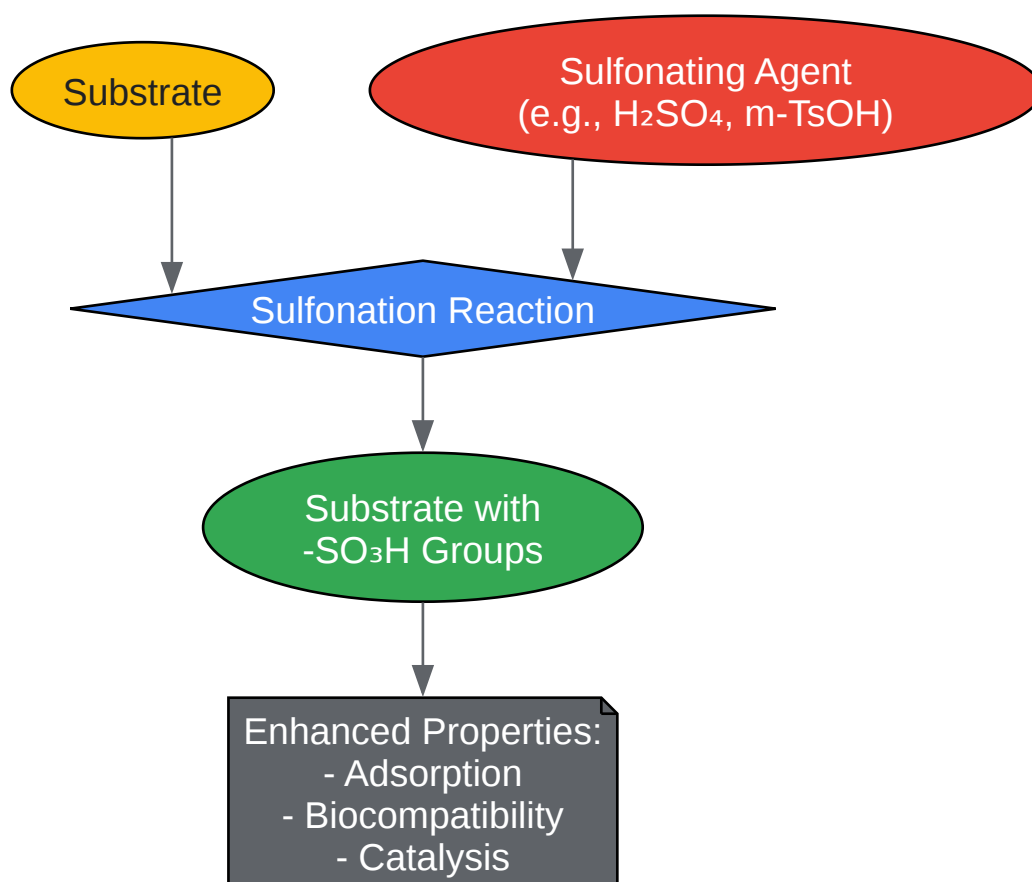 Substrate
Sulfonating Agent
(e.g., H₂SO₄, m-TsOH)
Sulfonation Reaction
Substrate with
-SO₃H Groups
Enhanced Properties:
- Adsorption
- Biocompatibility
- Catalysis